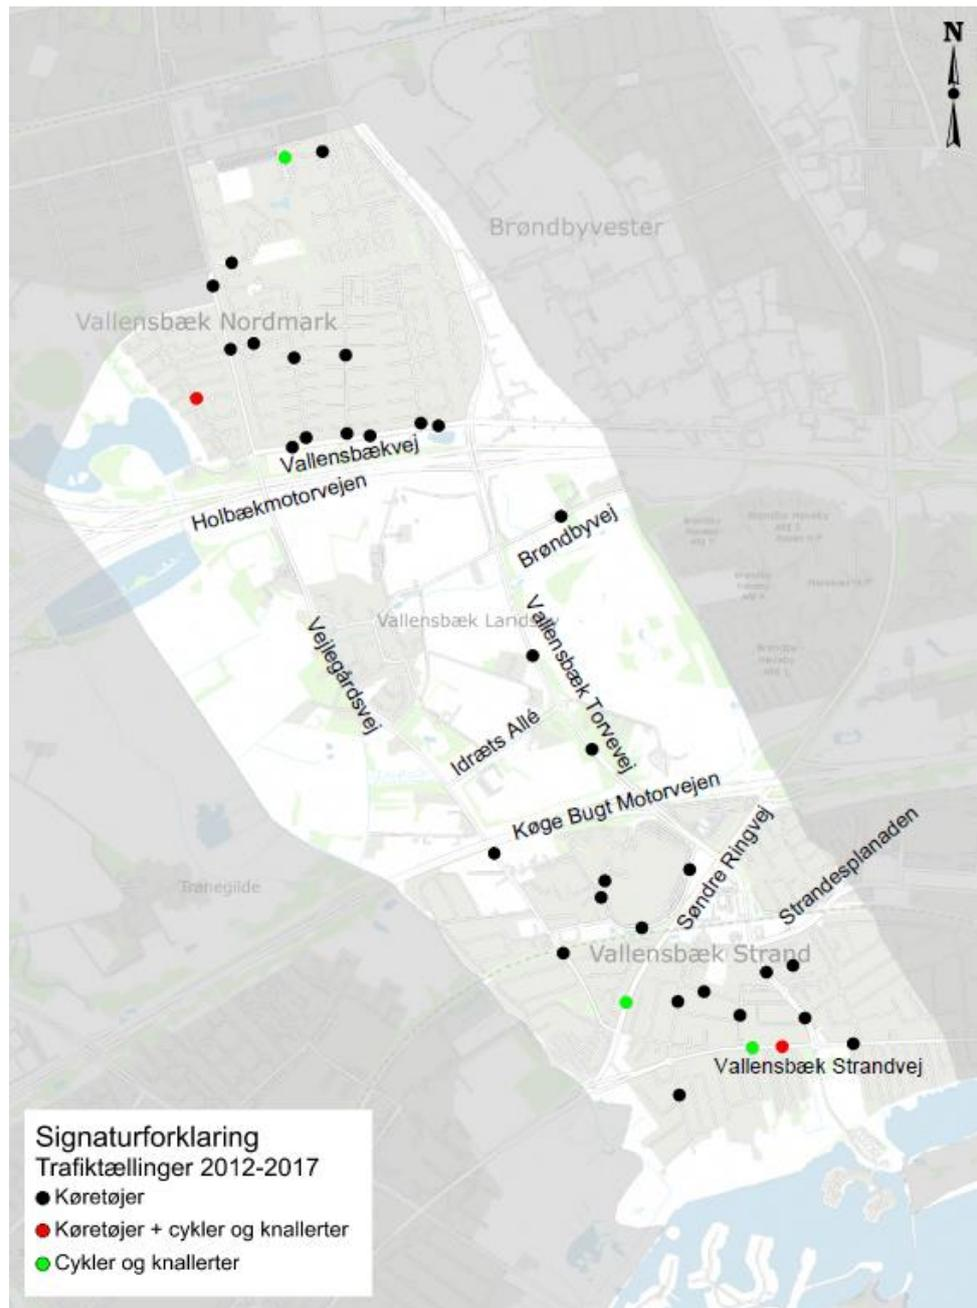 N
Brøndbyvester
Vallensbæk Nordmark
Vallensbækvej
Holbækmotorvejen
Brøndbyvej
Vallensbæk Landsby
Vejlegårdsvej
Vallensbæk Torvevej
Idræts Allé
Køge Bugt Motorvejen
Søndre Ringvej
Strandesplanaden
Tranegilde
Vallensbæk Strand
Vallensbæk Strandvej
Signaturforklaring
Trafiktællinger 2012-2017
Køretøjer
Køretøjer + cykler og knallerter
Cykler og knallerter